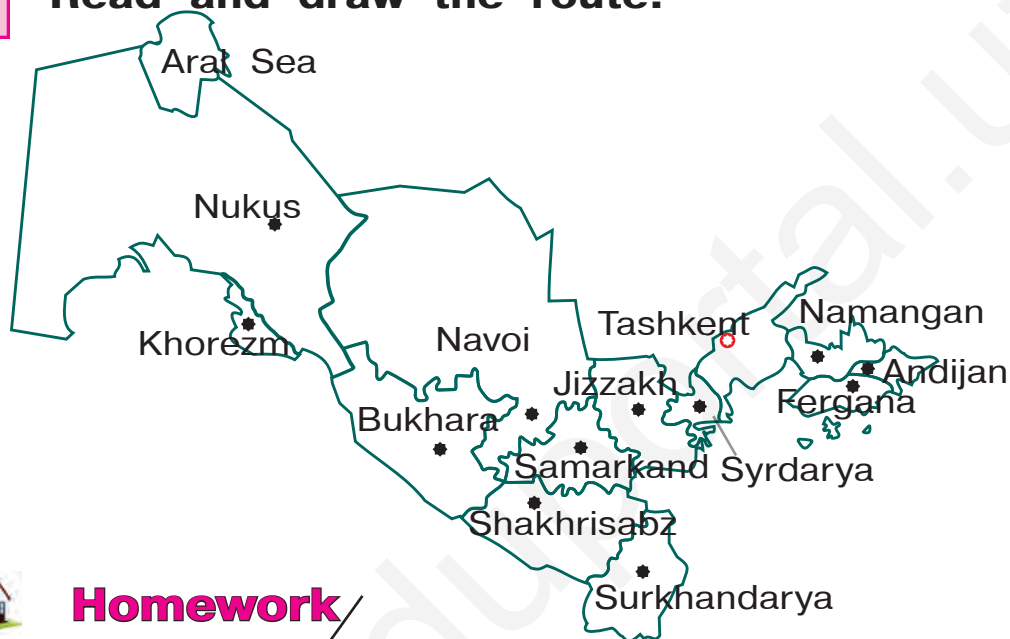 Read and draw the route.
Aral Sea
Nukus
Khorezm
Navoi
Tashkent
Namangan
Jizzakh
Andijan
Fergana
Bukhara
Samarkand
Syrdarya
Shakhrisabz
Surkhandarya
Homework